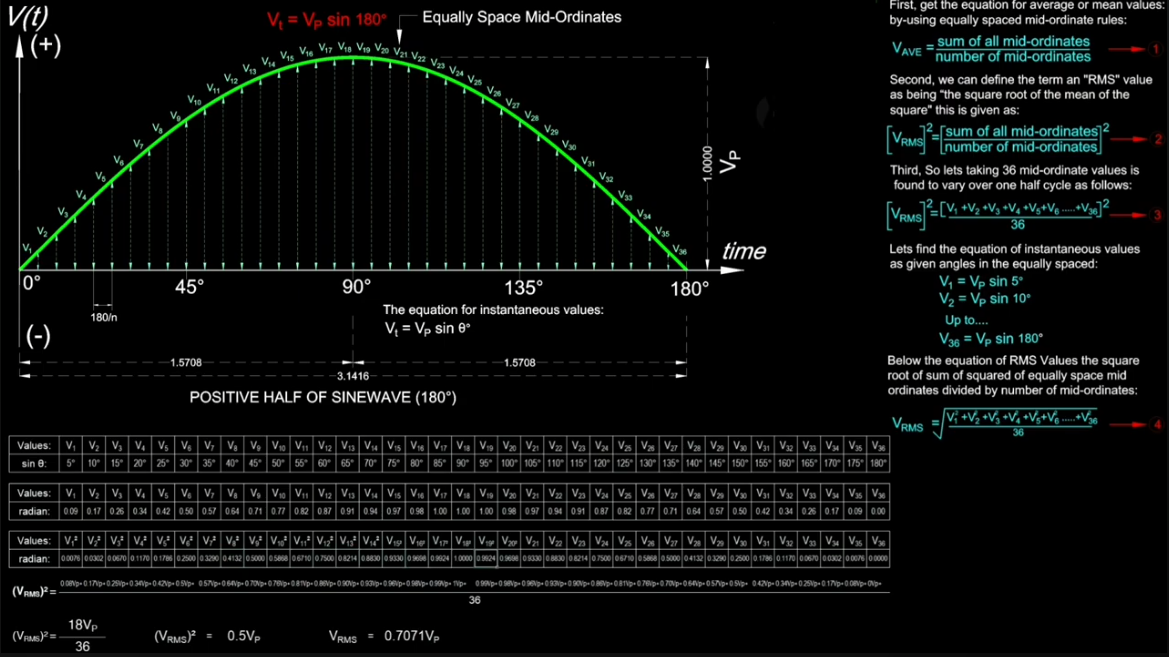 V(t)
(+)
Vt = VP sin 180°
Equally Space Mid-Ordinates
V1 V2 V3 V4 V5 V6 V7 V8 V9 V10 V11 V12 V13 V14 V15 V16 V17 V18 V19 V20 V21 V22 V23 V24 V25 V26 V27 V28 V29 V30 V31 V32 V33 V34 V35 V36
1.0000
VP
time
0° 45° 90° 135° 180°
180/n
The equation for instantaneous values:
Vt = VP sin θ°
(-)
1.5708 1.5708
3.1416
POSITIVE HALF OF SINEWAVE (180°)
First, get the equation for average or mean values:
by-using equally spaced mid-ordinate rules:
VAVE = sum of all mid-ordinates 1
number of mid-ordinates
Second, we can define the term an "RMS" value
as being "the square root of the mean of the
square" this is given as:
[VRMS]²=[sum of all mid-ordinates]² 2
number of mid-ordinates
Third, So lets taking 36 mid-ordinate values is
found to vary over one half cycle as follows:
[VRMS]²=[V1 +V2 +V3 +V4 +V5+V6 .....+V36]² 3
36
Lets find the equation of instantaneous values
as given angles in the equally spaced:
V1 = VP sin 5°
V2 = VP sin 10°
Up to....
V36 = VP sin 180°
Below the equation of RMS Values the square
root of sum of squared of equally space mid
ordinates divided by number of mid-ordinates:
VRMS = √V1² +V2² +V3² +V4² +V5²+V6² .....+V36² 4
36
Values: V1 V2 V3 V4 V5 V6 V7 V8 V9 V10 V11 V12 V13 V14 V15 V16 V17 V18 V19 V20 V21 V22 V23 V24 V25 V26 V27 V28 V29 V30 V31 V32 V33 V34 V35 V36
sin θ: 5° 10° 15° 20° 25° 30° 35° 40° 45° 50° 55° 60° 65° 70° 75° 80° 85° 90° 95° 100° 105° 110° 115° 120° 125° 130° 135° 140° 145° 150° 155° 160° 165° 170° 175° 180°
Values: V1 V2 V3 V4 V5 V6 V7 V8 V9 V10 V11 V12 V13 V14 V15 V16 V17 V18 V19 V20 V21 V22 V23 V24 V25 V26 V27 V28 V29 V30 V31 V32 V33 V34 V35 V36
radian: 0.09 0.17 0.26 0.34 0.42 0.50 0.57 0.64 0.71 0.77 0.82 0.87 0.91 0.94 0.97 0.98 1.00 1.00 1.00 0.98 0.97 0.94 0.91 0.87 0.82 0.77 0.71 0.64 0.57 0.50 0.42 0.34 0.26 0.17 0.09 0.00
Values: V1² V2² V3² V4² V5² V6² V7² V8² V9² V10² V11² V12² V13² V14² V15² V16² V17² V18² V19² V20² V21 V22 V23 V24 V25 V26 V27 V28 V29 V30 V31 V32 V33 V34 V35 V36
radian: 0.0076 0.0302 0.0670 0.1170 0.1786 0.2500 0.3290 0.4132 0.5000 0.5868 0.6710 0.7500 0.8214 0.8830 0.9330 0.9698 0.9924 1.0000 0.9924 0.9698 0.9330 0.8830 0.8214 0.7500 0.6710 0.5868 0.5000 0.4132 0.3290 0.2500 0.1786 0.1170 0.0670 0.0302 0.0076 0.0000
(VRMS)² =
36
(VRMS)² = 18VP (VRMS)² = 0.5VP VRMS = 0.7071VP
36